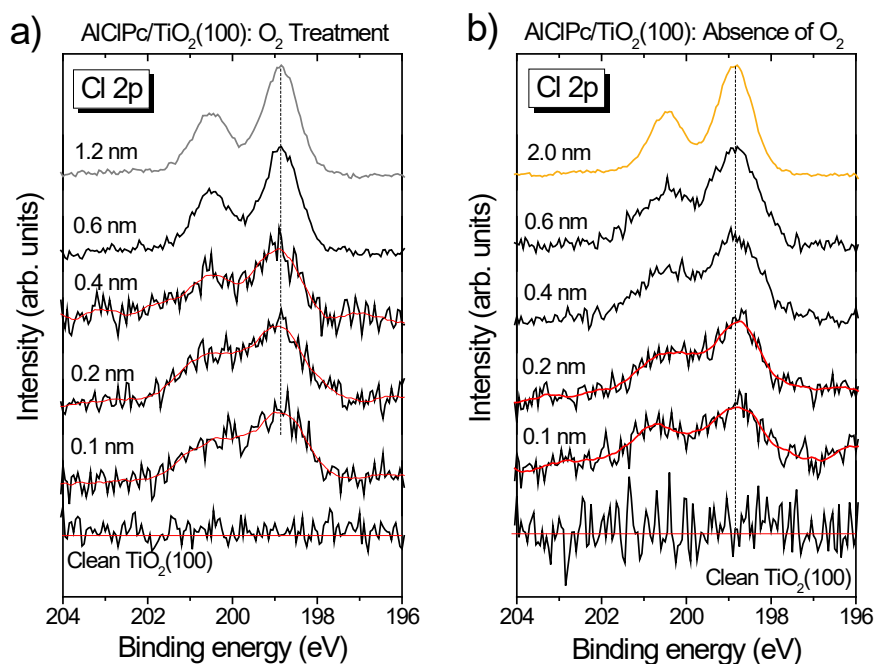 a)
AlClPc/TiO₂(100): O₂ Treatment
Cl 2p
1.2 nm
0.6 nm
0.4 nm
0.2 nm
0.1 nm
Clean TiO₂(100)
Intensity (arb. units)
204 202 200 198 196
Binding energy (eV)
b)
AlClPc/TiO₂(100): Absence of O₂
Cl 2p
2.0 nm
0.6 nm
0.4 nm
0.2 nm
0.1 nm
Clean TiO₂(100)
Intensity (arb. units)
204 202 200 198 196
Binding energy (eV)